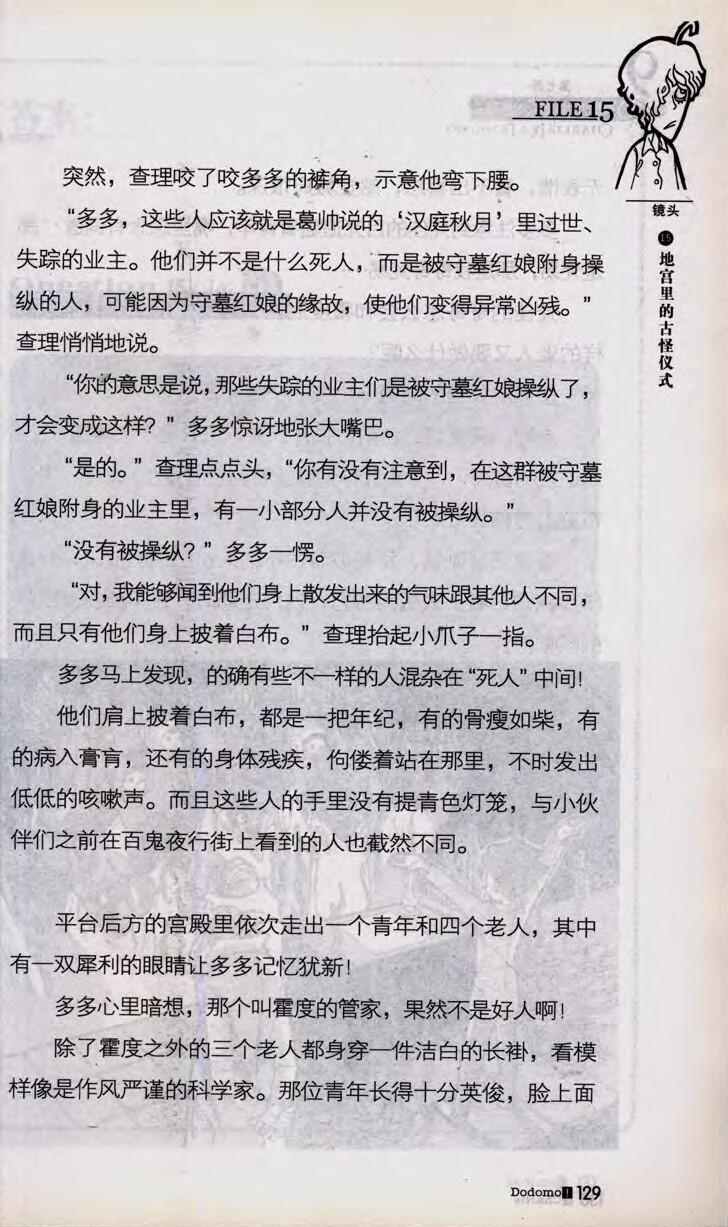 FILE 15
镜头
15
地宫里的古怪仪式
突然，查理咬了咬多多的裤角，示意他弯下腰。
“多多，这些人应该就是葛帅说的‘汉庭秋月’里过世、
失踪的业主。他们并不是什么死人，而是被守墓红娘附身操
纵的人，可能因为守墓红娘的缘故，使他们变得异常凶残。”
查理悄悄地说。
“你的意思是说，那些失踪的业主们是被守墓红娘操纵了，
才会变成这样？”多多惊讶地张大嘴巴。
“是的。”查理点点头，“你有没有注意到，在这群被守墓
红娘附身的业主里，有一小部分人并没有被操纵。”
“没有被操纵？”多多一愣。
“对，我能够闻到他们身上散发出来的气味跟其他人不同，
而且只有他们身上披着白布。”查理抬起小爪子一指。
多多马上发现，的确有些不一样的人混杂在“死人”中间！
他们肩上披着白布，都是一把年纪，有的骨瘦如柴，有
的病入膏肓，还有的身体残疾，佝偻着站在那里，不时发出
低低的咳嗽声。而且这些人的手里没有提青色灯笼，与小伙
伴们之前在百鬼夜行街上看到的人也截然不同。
平台后方的宫殿里依次走出一个青年和四个老人，其中
有一双犀利的眼睛让多多记忆犹新！
多多心里暗想，那个叫霍度的管家，果然不是好人啊！
除了霍度之外的三个老人都身穿一件洁白的长褂，看模
样像是作风严谨的科学家。那位青年长得十分英俊，脸上面
Dodomo! 129